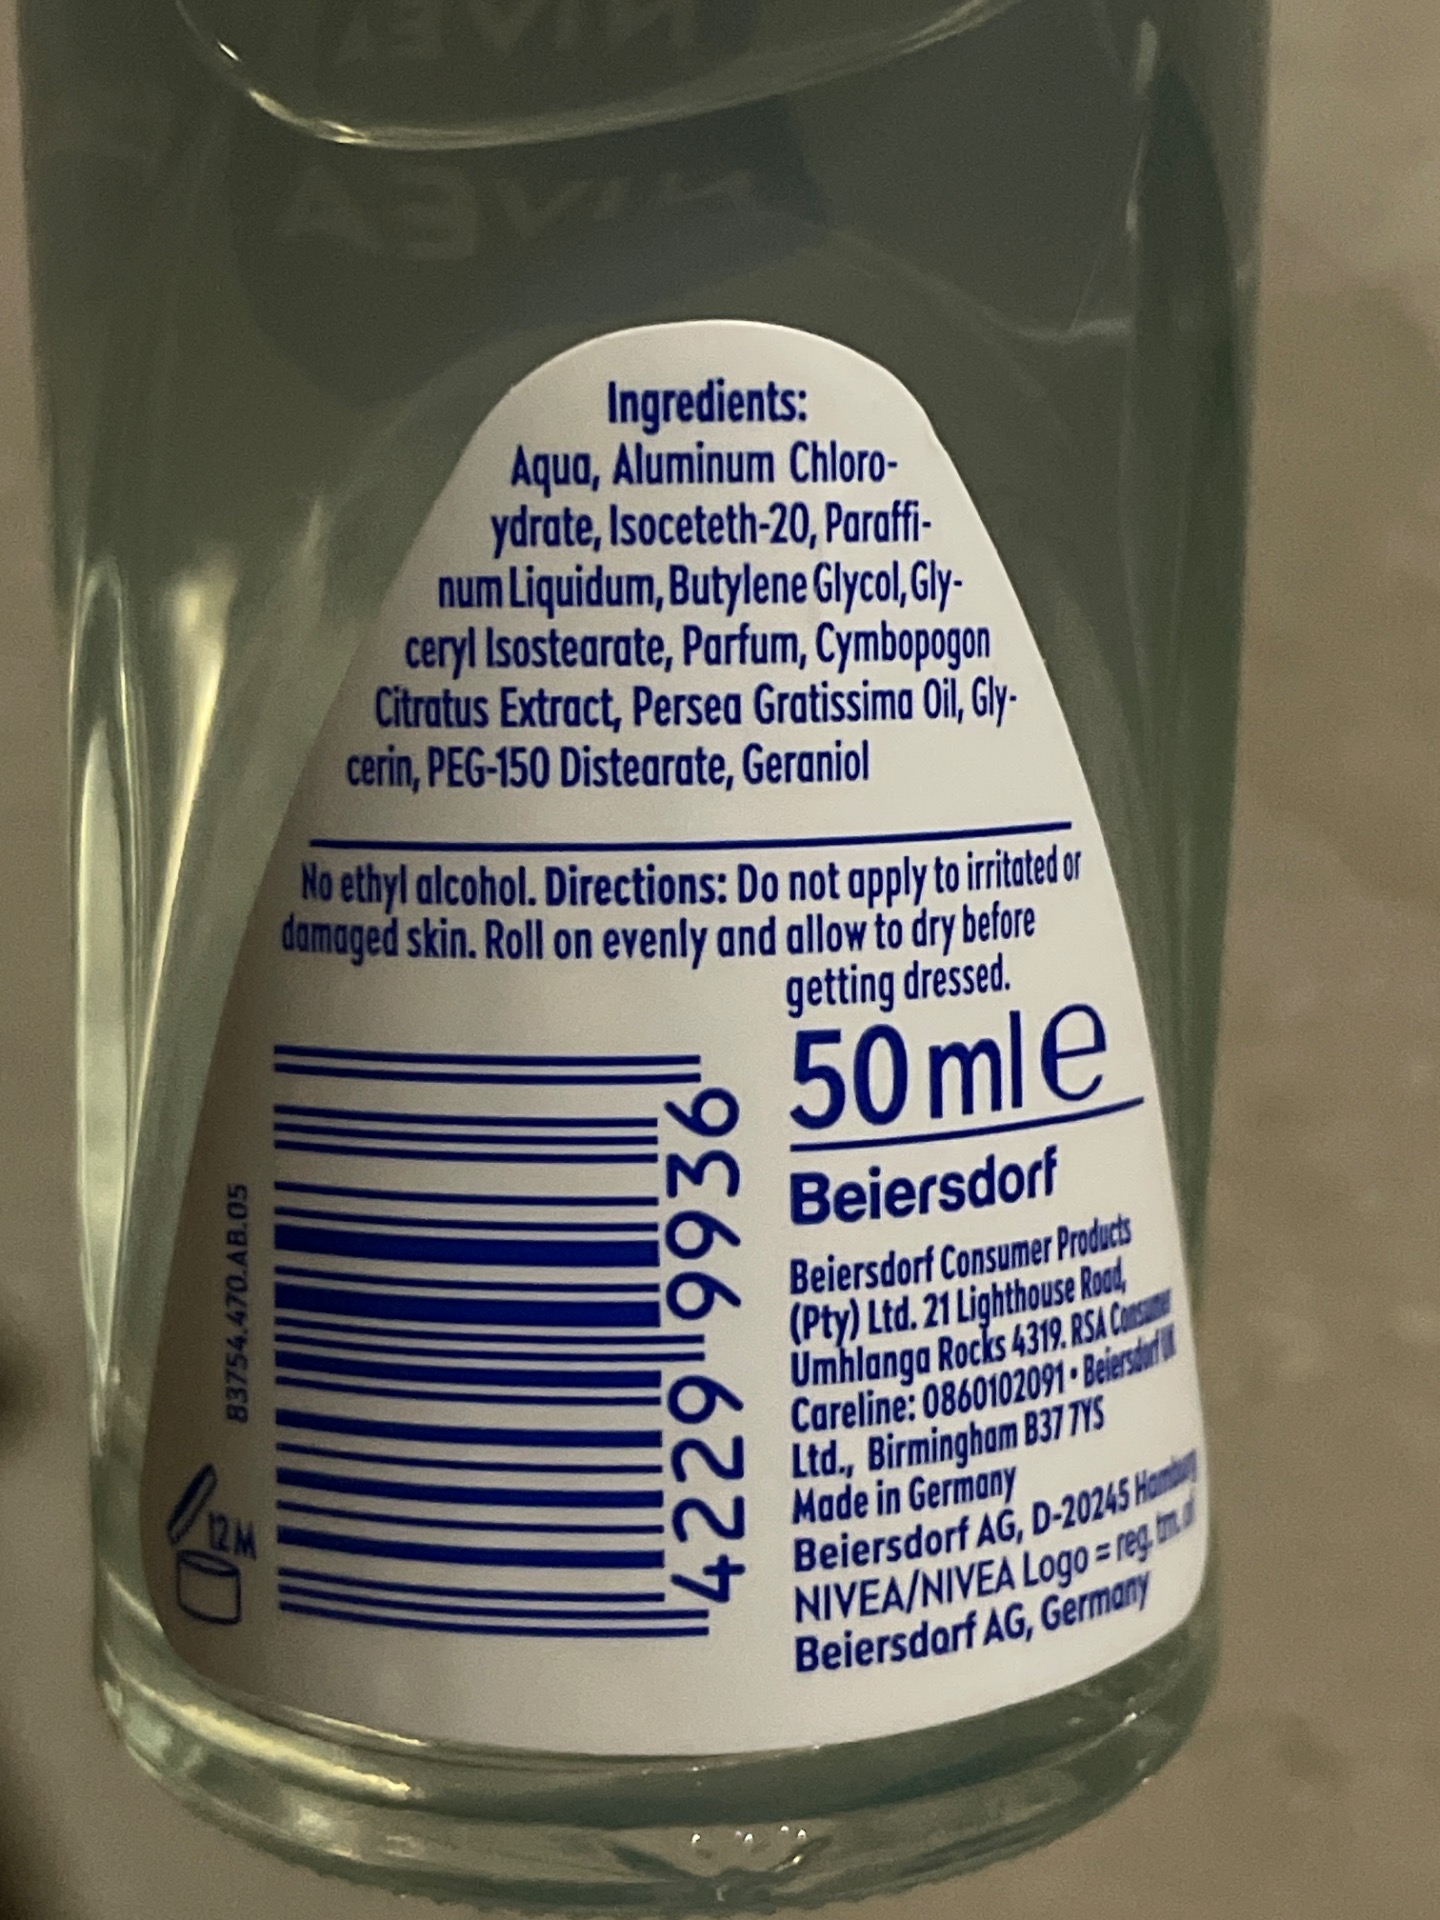 NIVEA
Ingredients:
Aqua, Aluminum Chloro-
ydrate, Isoceteth-20, Paraffi-
num Liquidum, Butylene Glycol, Gly-
ceryl Isostearate, Parfum, Cymbopogon
Citratus Extract, Persea Gratissima Oil, Gly-
cerin, PEG-150 Distearate, Geraniol
No ethyl alcohol. Directions: Do not apply to irritated or
damaged skin. Roll on evenly and allow to dry before
getting dressed.
50 ml e
Beiersdorf
Beiersdorf Consumer Products
(Pty) Ltd. 21 Lighthouse Road,
Umhlanga Rocks 4319. RSA Consumer
Careline: 0860102091 • Beiersdorf UK
Ltd., Birmingham B37 7YS
Made in Germany
Beiersdorf AG, D-20245 Hamburg
NIVEA/NIVEA Logo = reg. tm. of
Beiersdorf AG, Germany
4229 9936
83754.470.AB.05
12M